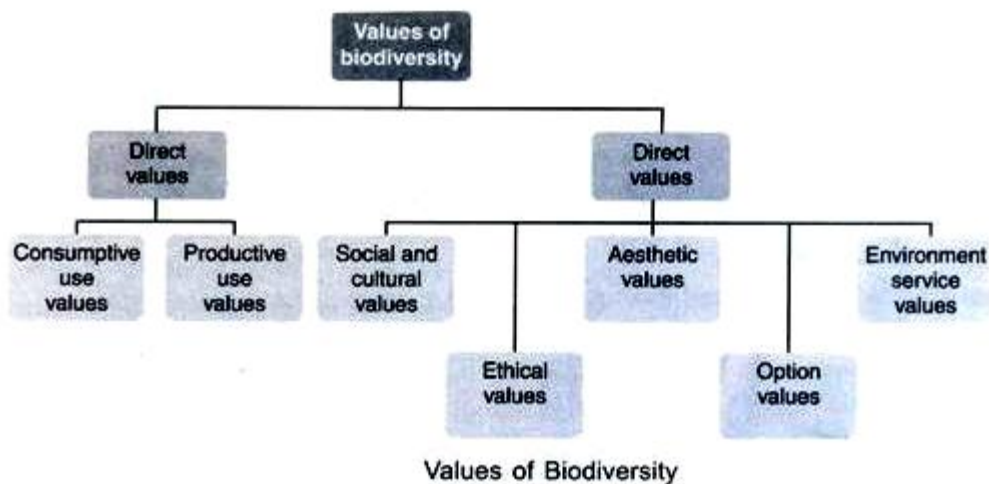 Values of
biodiversity
Direct
values
Direct
values
Consumptive
use
values
Productive
use
values
Social and
cultural
values
Aesthetic
values
Environment
service
values
Ethical
values
Option
values
Values of Biodiversity